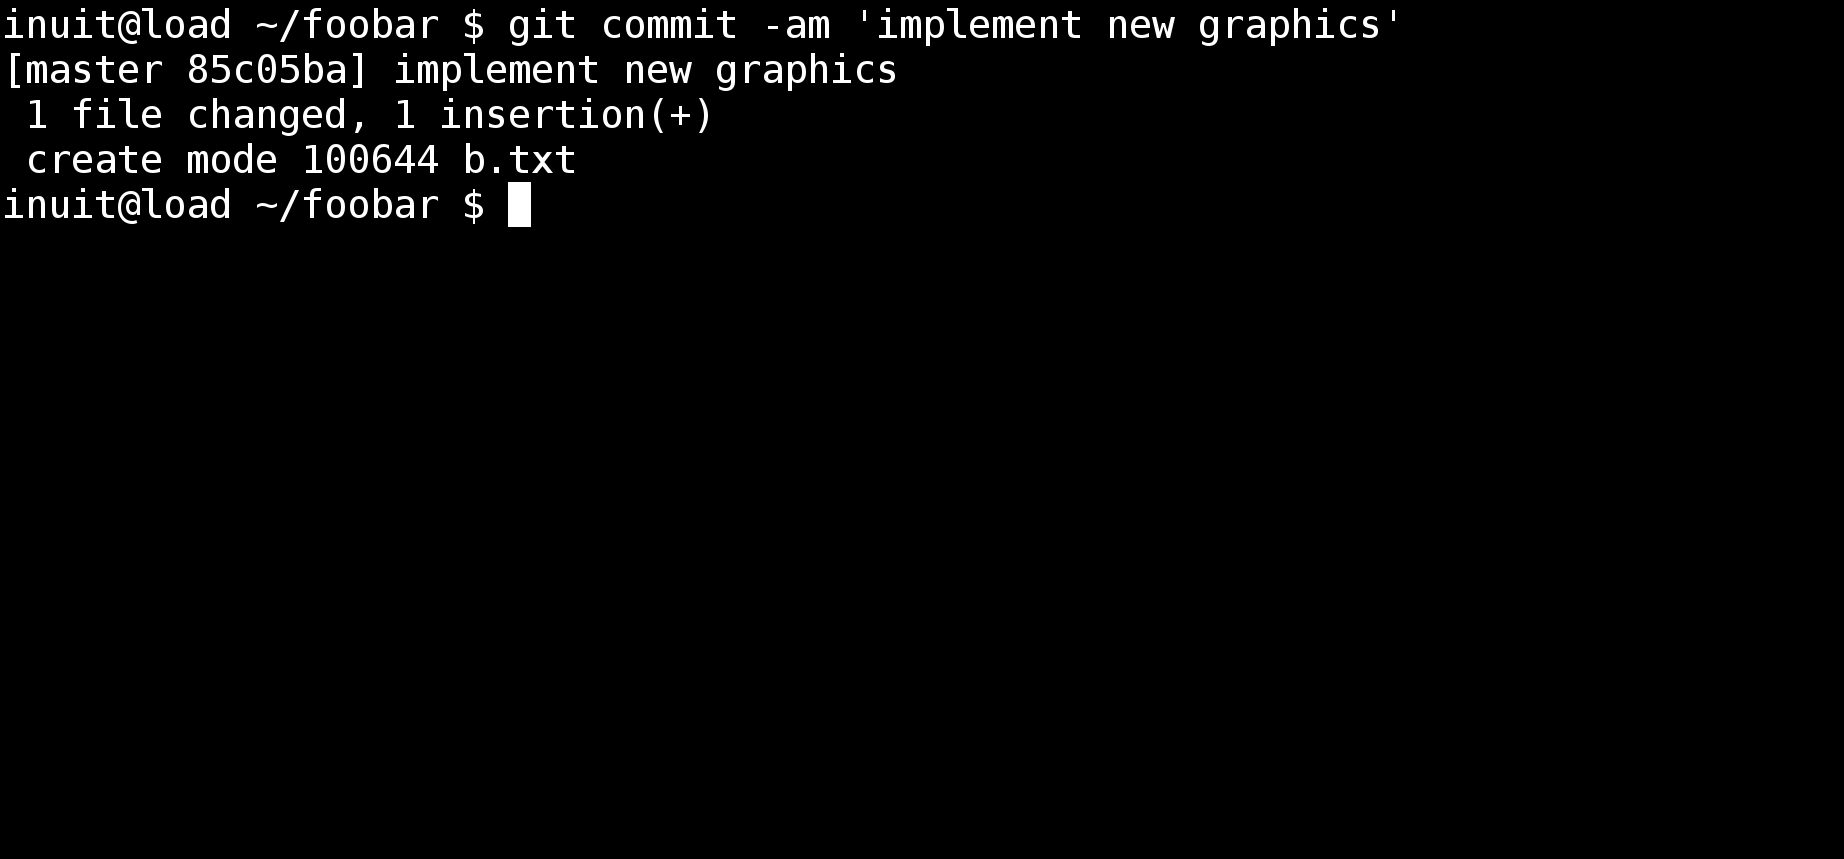 inuit@load ~/foobar $ git commit -am 'implement new graphics'
[master 85c05ba] implement new graphics
 1 file changed, 1 insertion(+)
 create mode 100644 b.txt
inuit@load ~/foobar $